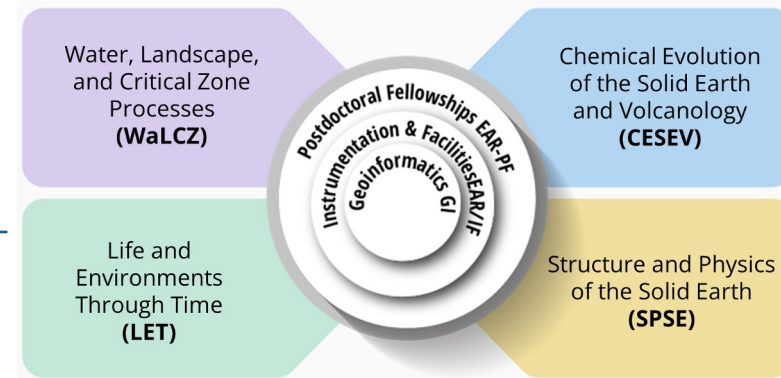 Water, Landscape,
and Critical Zone
Processes
(WaLCZ)
Chemical Evolution
of the Solid Earth
and Volcanology
(CESEV)
Postdoctoral Fellowships EAR-PF
Instrumentation & FacilitiesEAR/IF
Geoinformatics GI
Life and
Environments
Through Time
(LET)
Structure and Physics
of the Solid Earth
(SPSE)